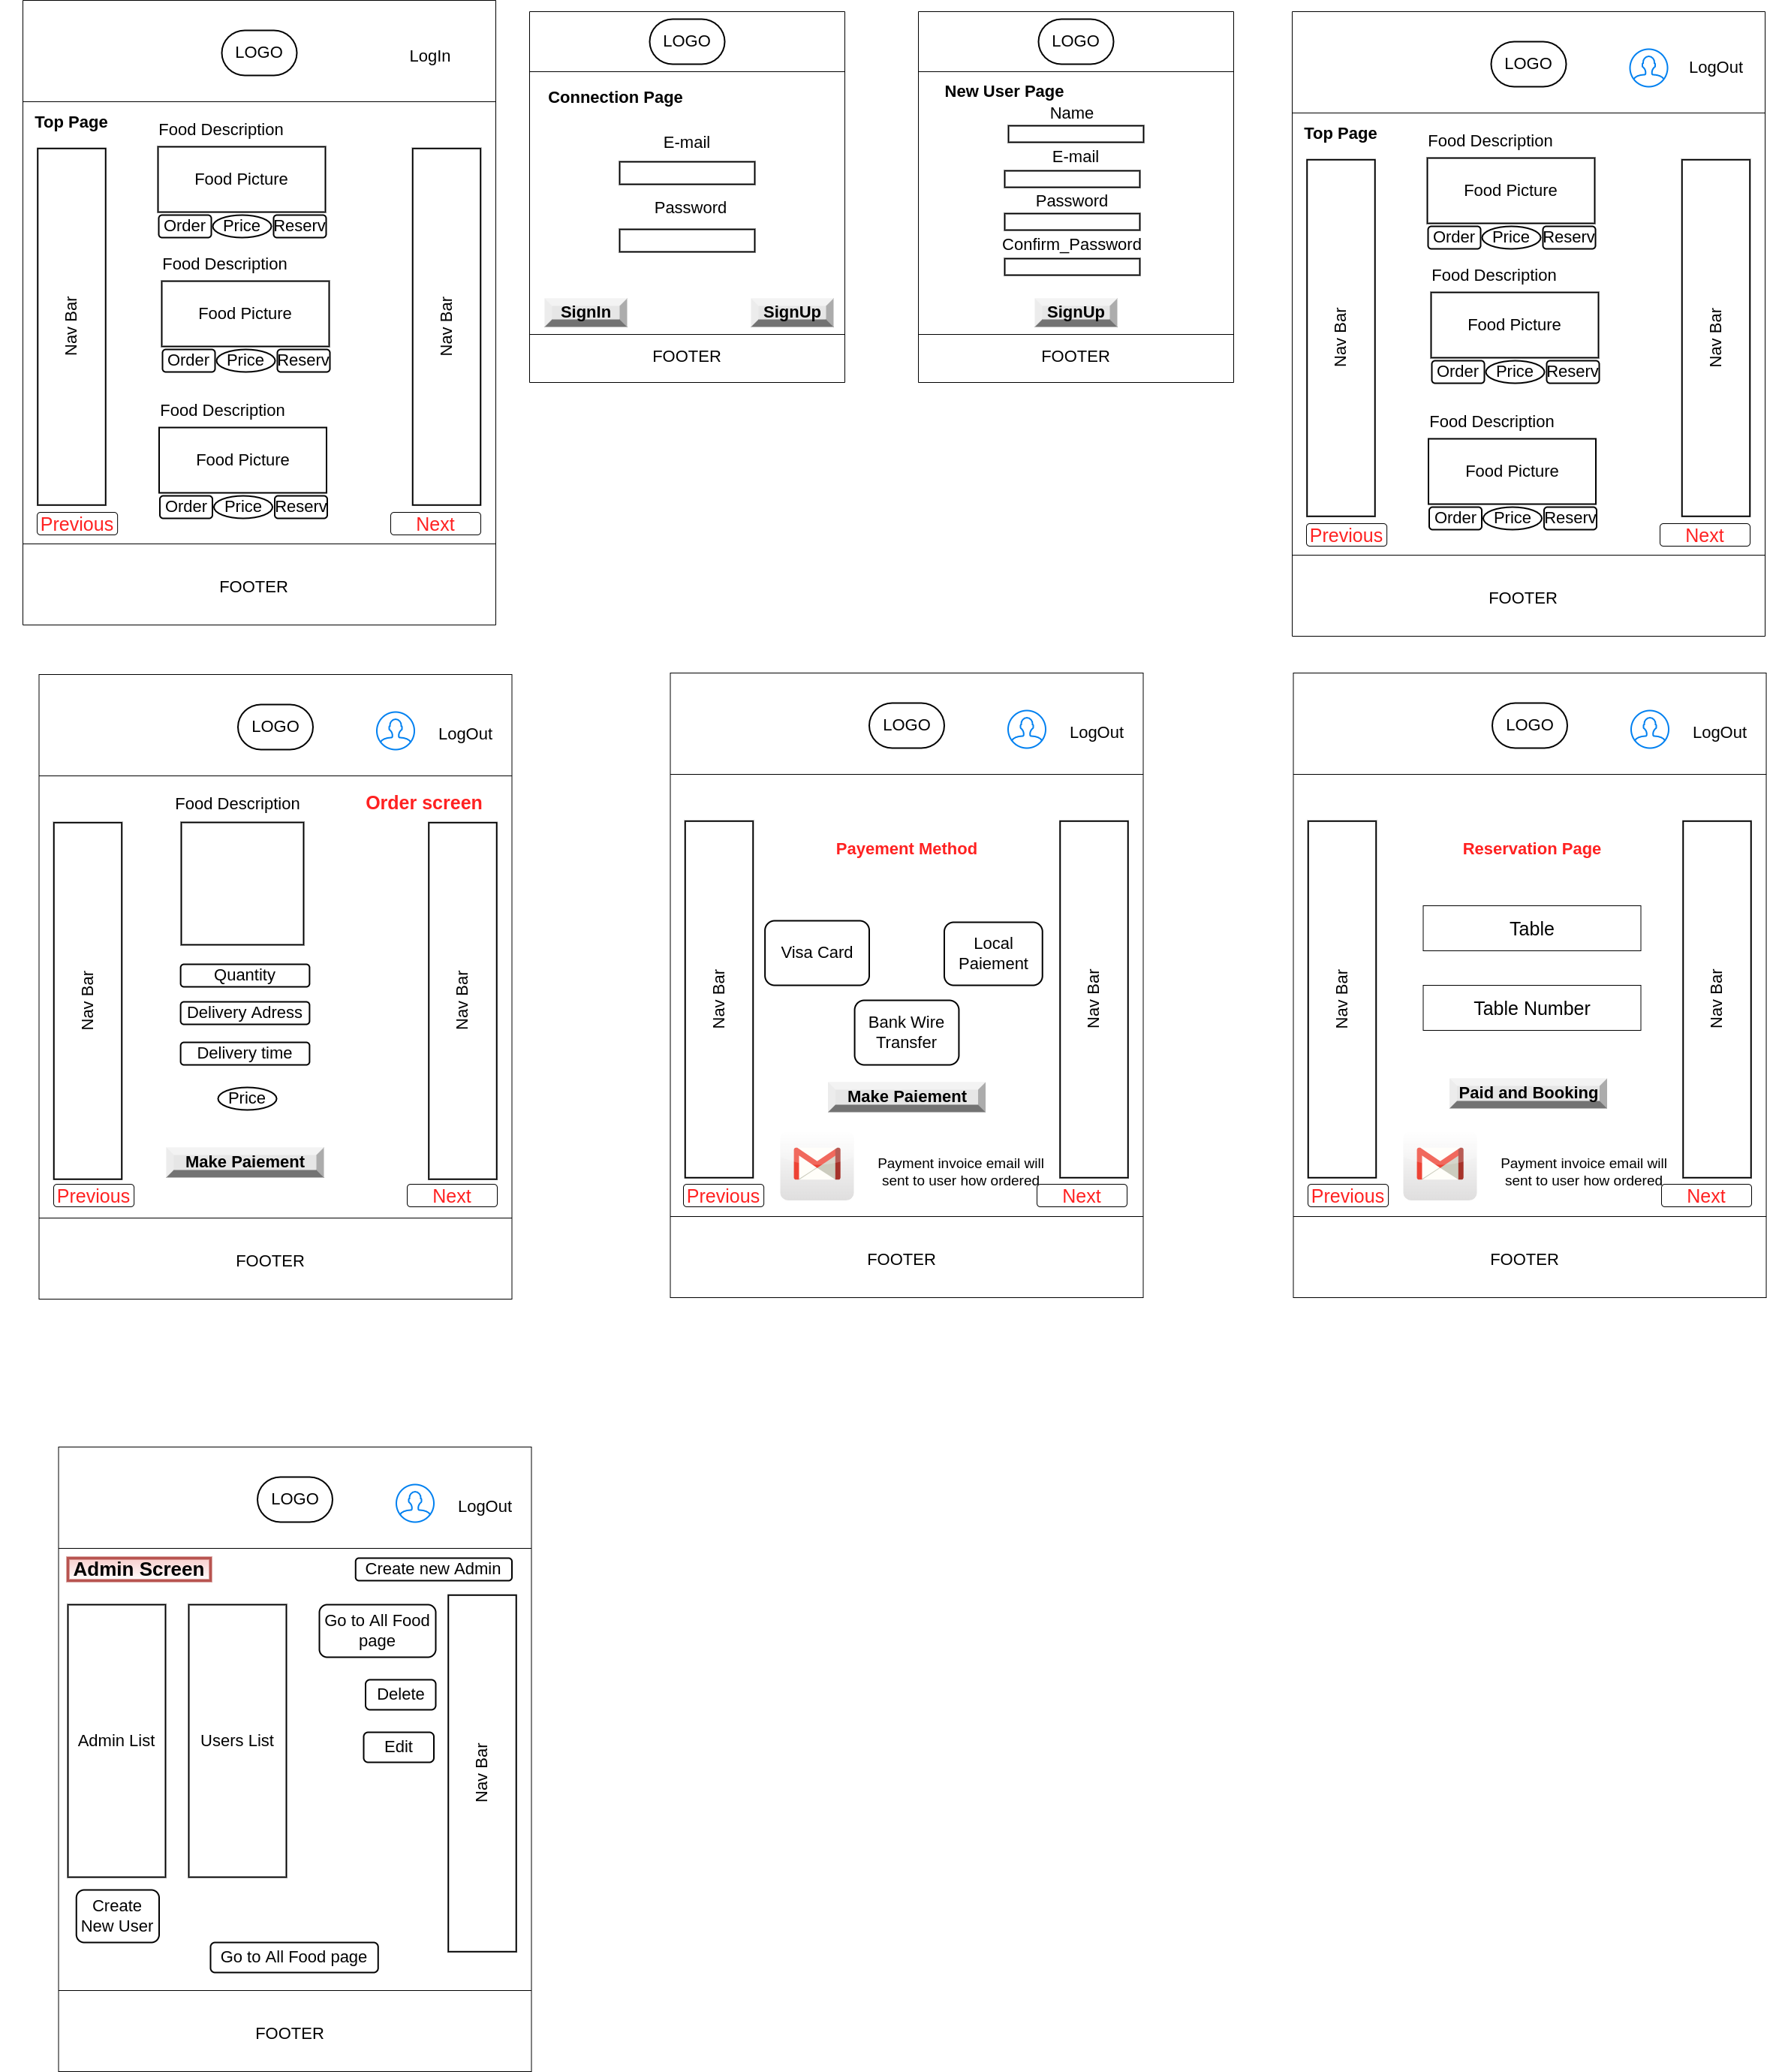 LOGO
LogIn
Top Page
Food Description
Food Picture
Order
Price
Reserv
Food Description
Food Picture
Order
Price
Reserv
Food Description
Food Picture
Order
Price
Reserv
Nav Bar
Nav Bar
Previous
Next
FOOTER
LOGO
Connection Page
E-mail
Password
SignIn
SignUp
FOOTER
LOGO
New User Page
Name
E-mail
Password
Confirm_Password
SignUp
FOOTER
LOGO
LogOut
Top Page
Food Description
Food Picture
Order
Price
Reserv
Food Description
Food Picture
Order
Price
Reserv
Food Description
Food Picture
Order
Price
Reserv
Nav Bar
Nav Bar
Previous
Next
FOOTER
LOGO
LogOut
Food Description
Order screen
Nav Bar
Nav Bar
Quantity
Delivery Adress
Delivery time
Price
Make Paiement
Previous
Next
FOOTER
LOGO
LogOut
Payement Method
Nav Bar
Nav Bar
Visa Card
Local
Paiement
Bank Wire
Transfer
Make Paiement
Payment invoice email will
sent to user how ordered
Previous
Next
FOOTER
LOGO
LogOut
Reservation Page
Nav Bar
Nav Bar
Table
Table Number
Paid and Booking
Payment invoice email will
sent to user how ordered
Previous
Next
FOOTER
LOGO
LogOut
Admin Screen
Create new Admin
Go to All Food
page
Delete
Edit
Admin List
Users List
Nav Bar
Create
New User
Go to All Food page
FOOTER